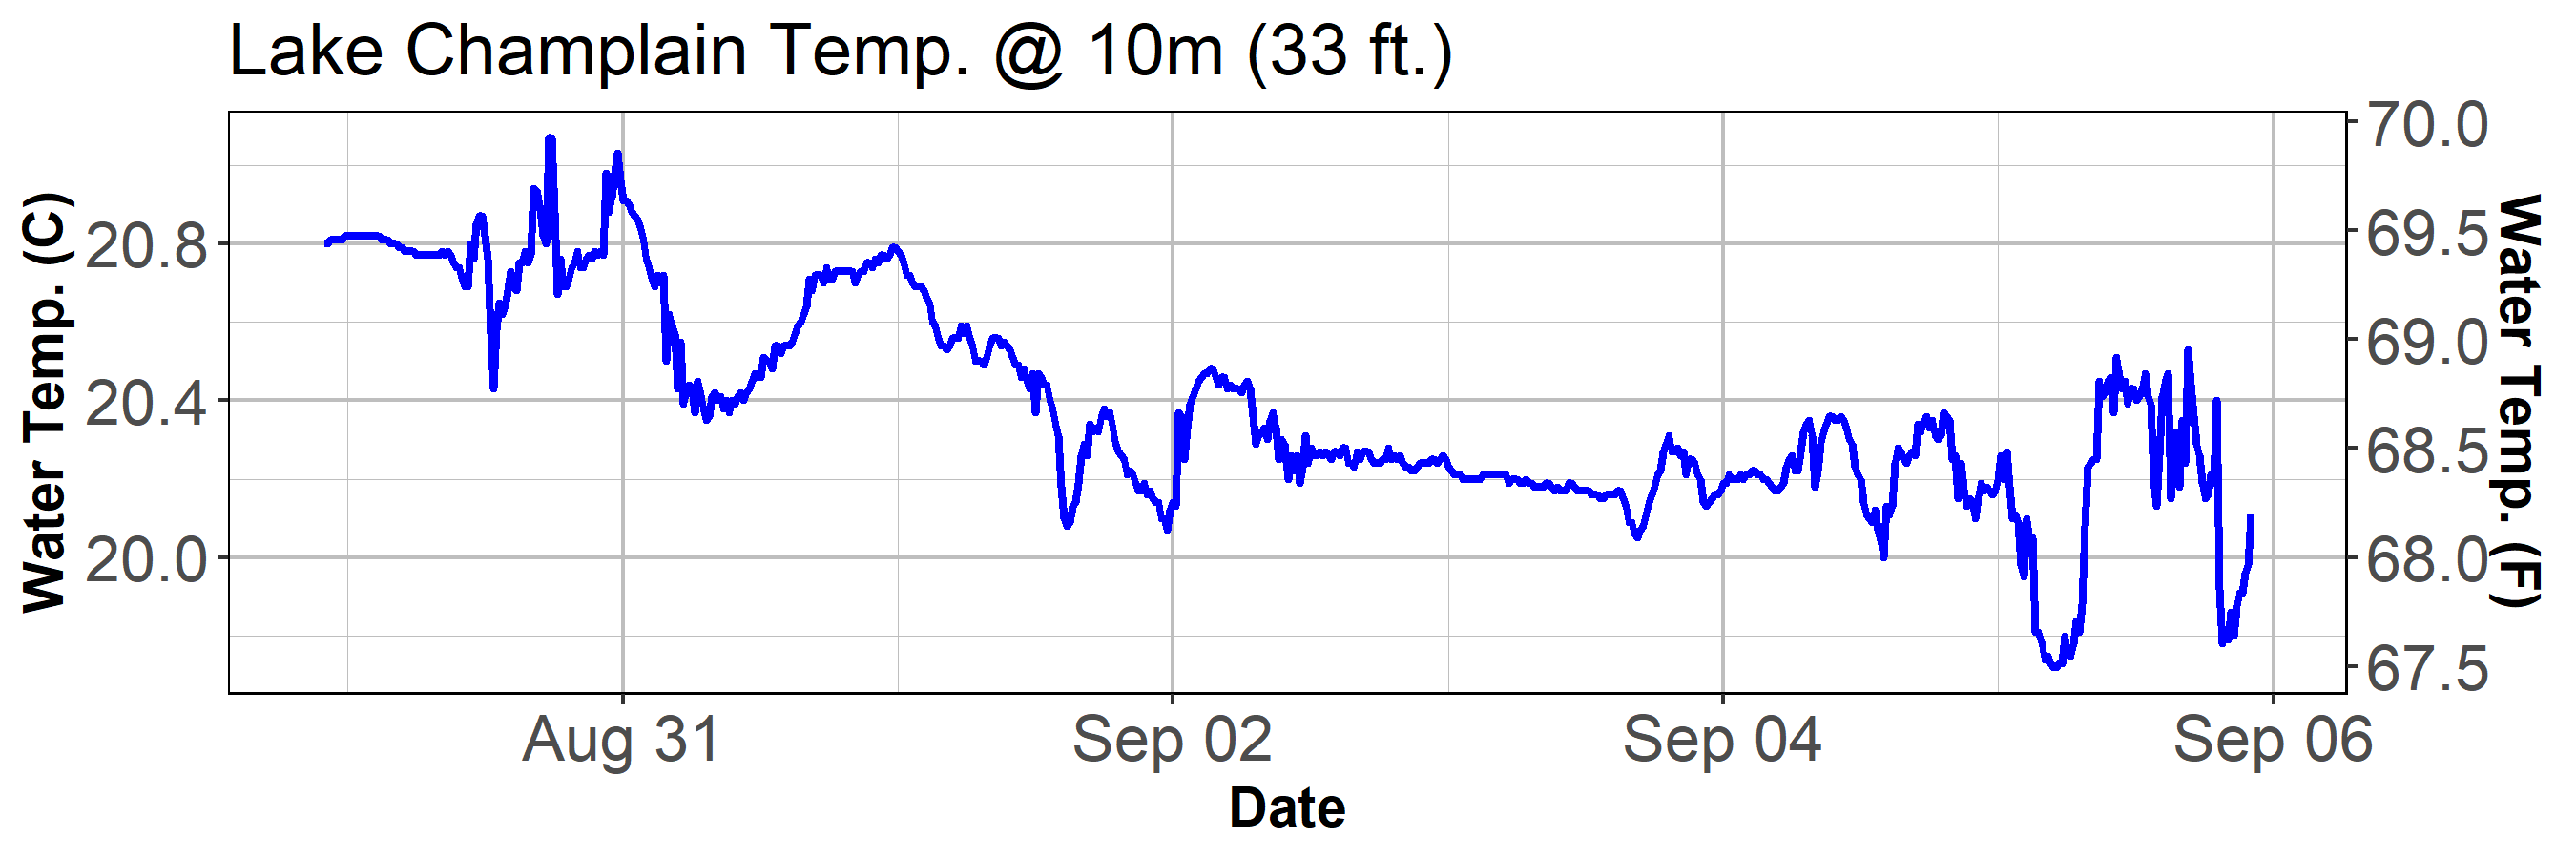 Lake Champlain Temp. @ 10m (33 ft.)
Water Temp. (C)
20.8
20.4
20.0
70.0
69.5
69.0
68.5
68.0
67.5
Water Temp. (F)
Aug 31
Sep 02
Sep 04
Sep 06
Date